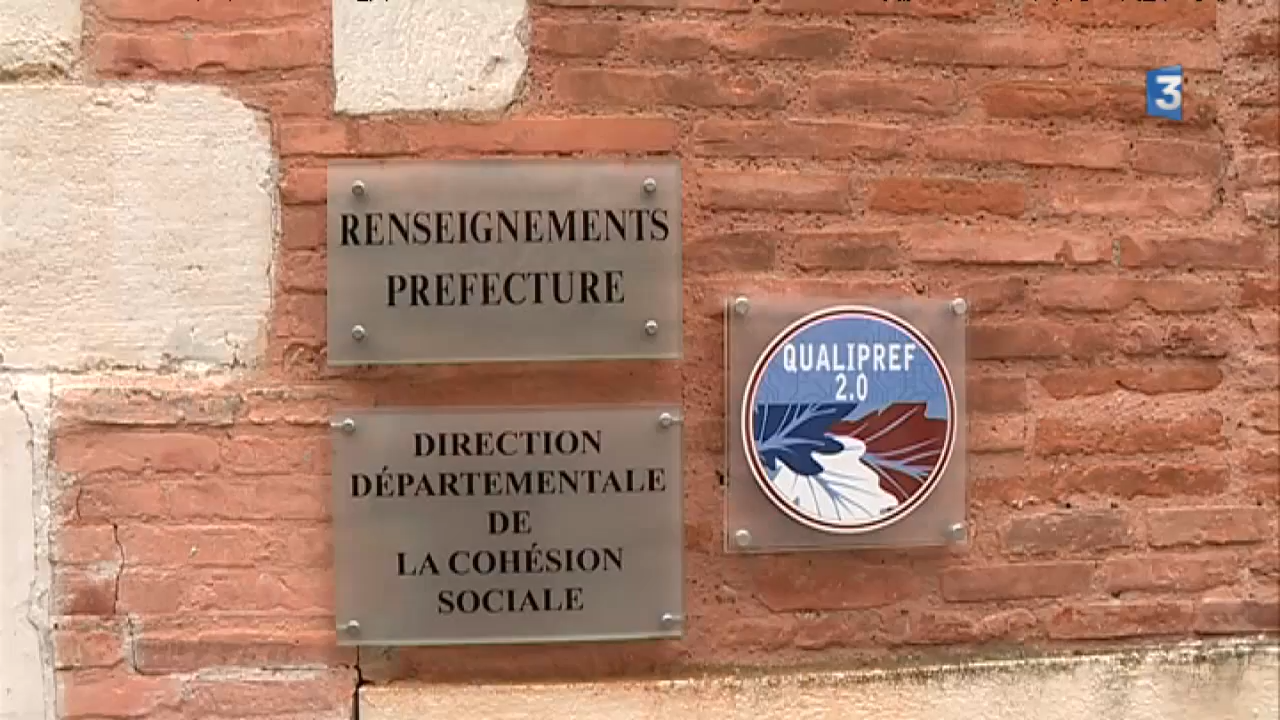 3
RENSEIGNEMENTS
PREFECTURE
QUALIPREF
2.0
DIRECTION
DÉPARTEMENTALE
DE
LA COHÉSION
SOCIALE